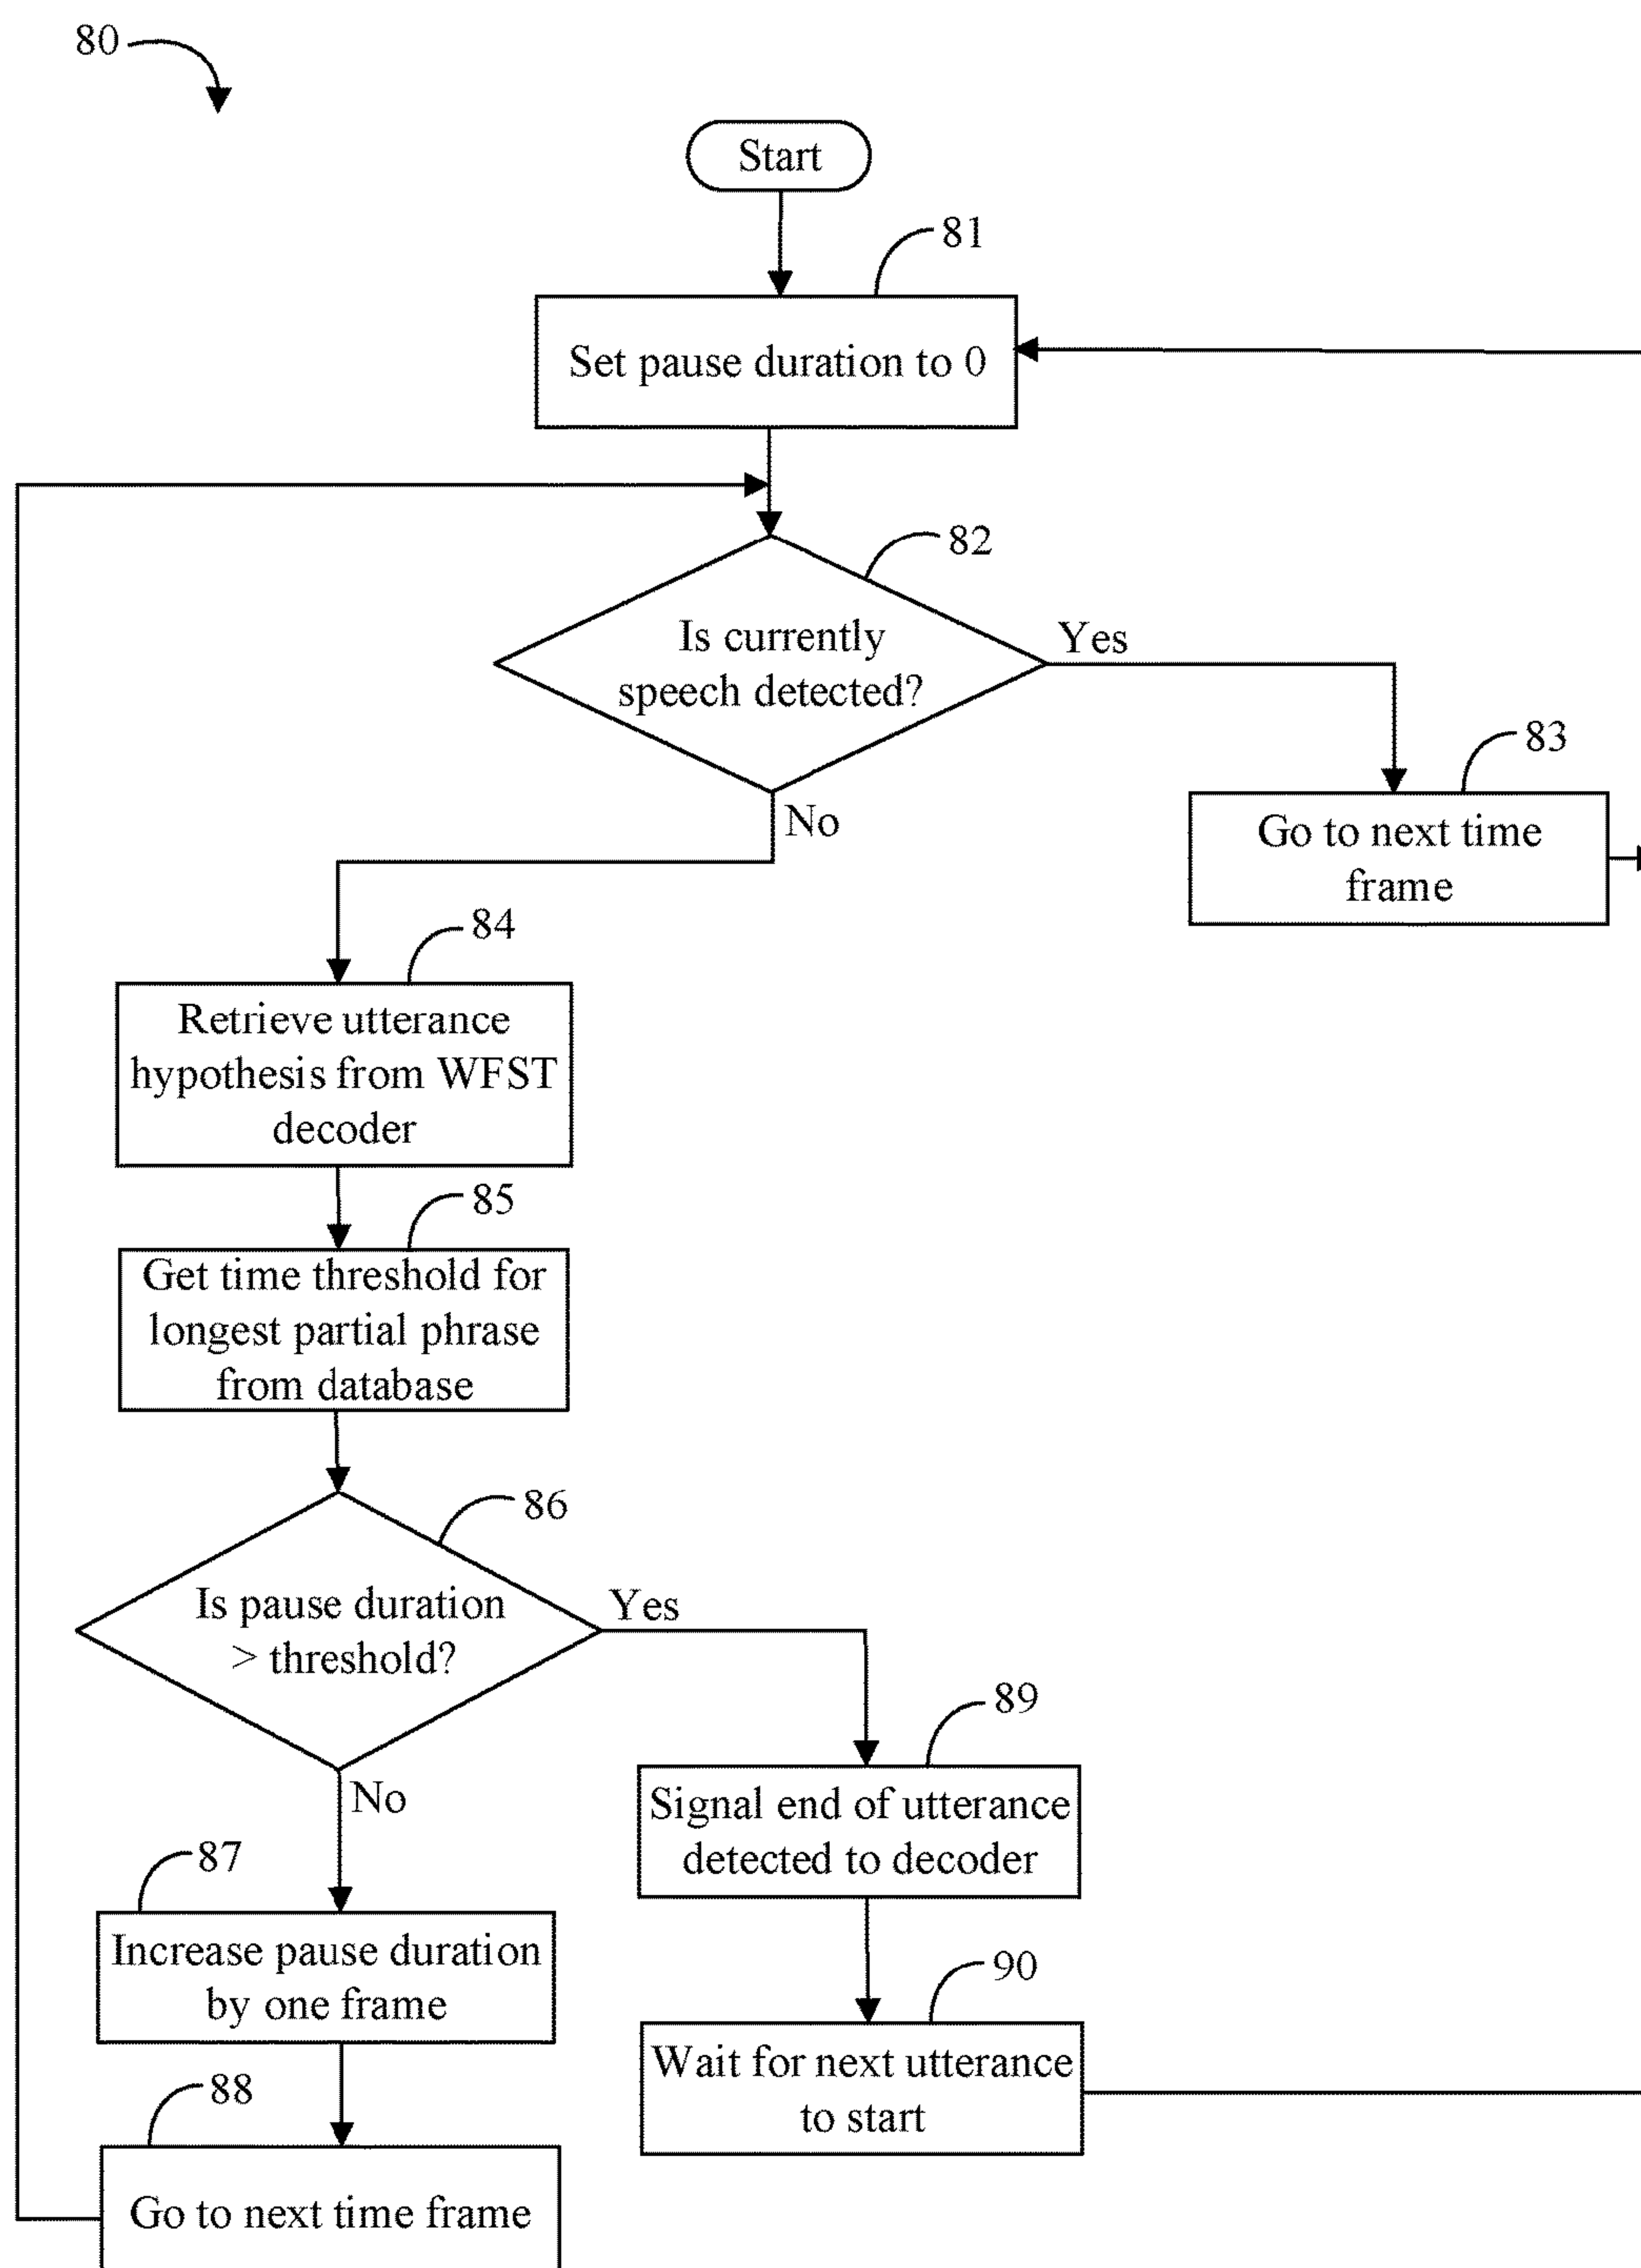 80
Start
81
Set pause duration to 0
82
Is currently
speech detected?
Yes
No
83
Go to next time
frame
84
Retrieve utterance
hypothesis from WFST
decoder
85
Get time threshold for
longest partial phrase
from database
86
Is pause duration
> threshold?
Yes
No
89
Signal end of utterance
detected to decoder
87
Increase pause duration
by one frame
90
Wait for next utterance
to start
88
Go to next time frame